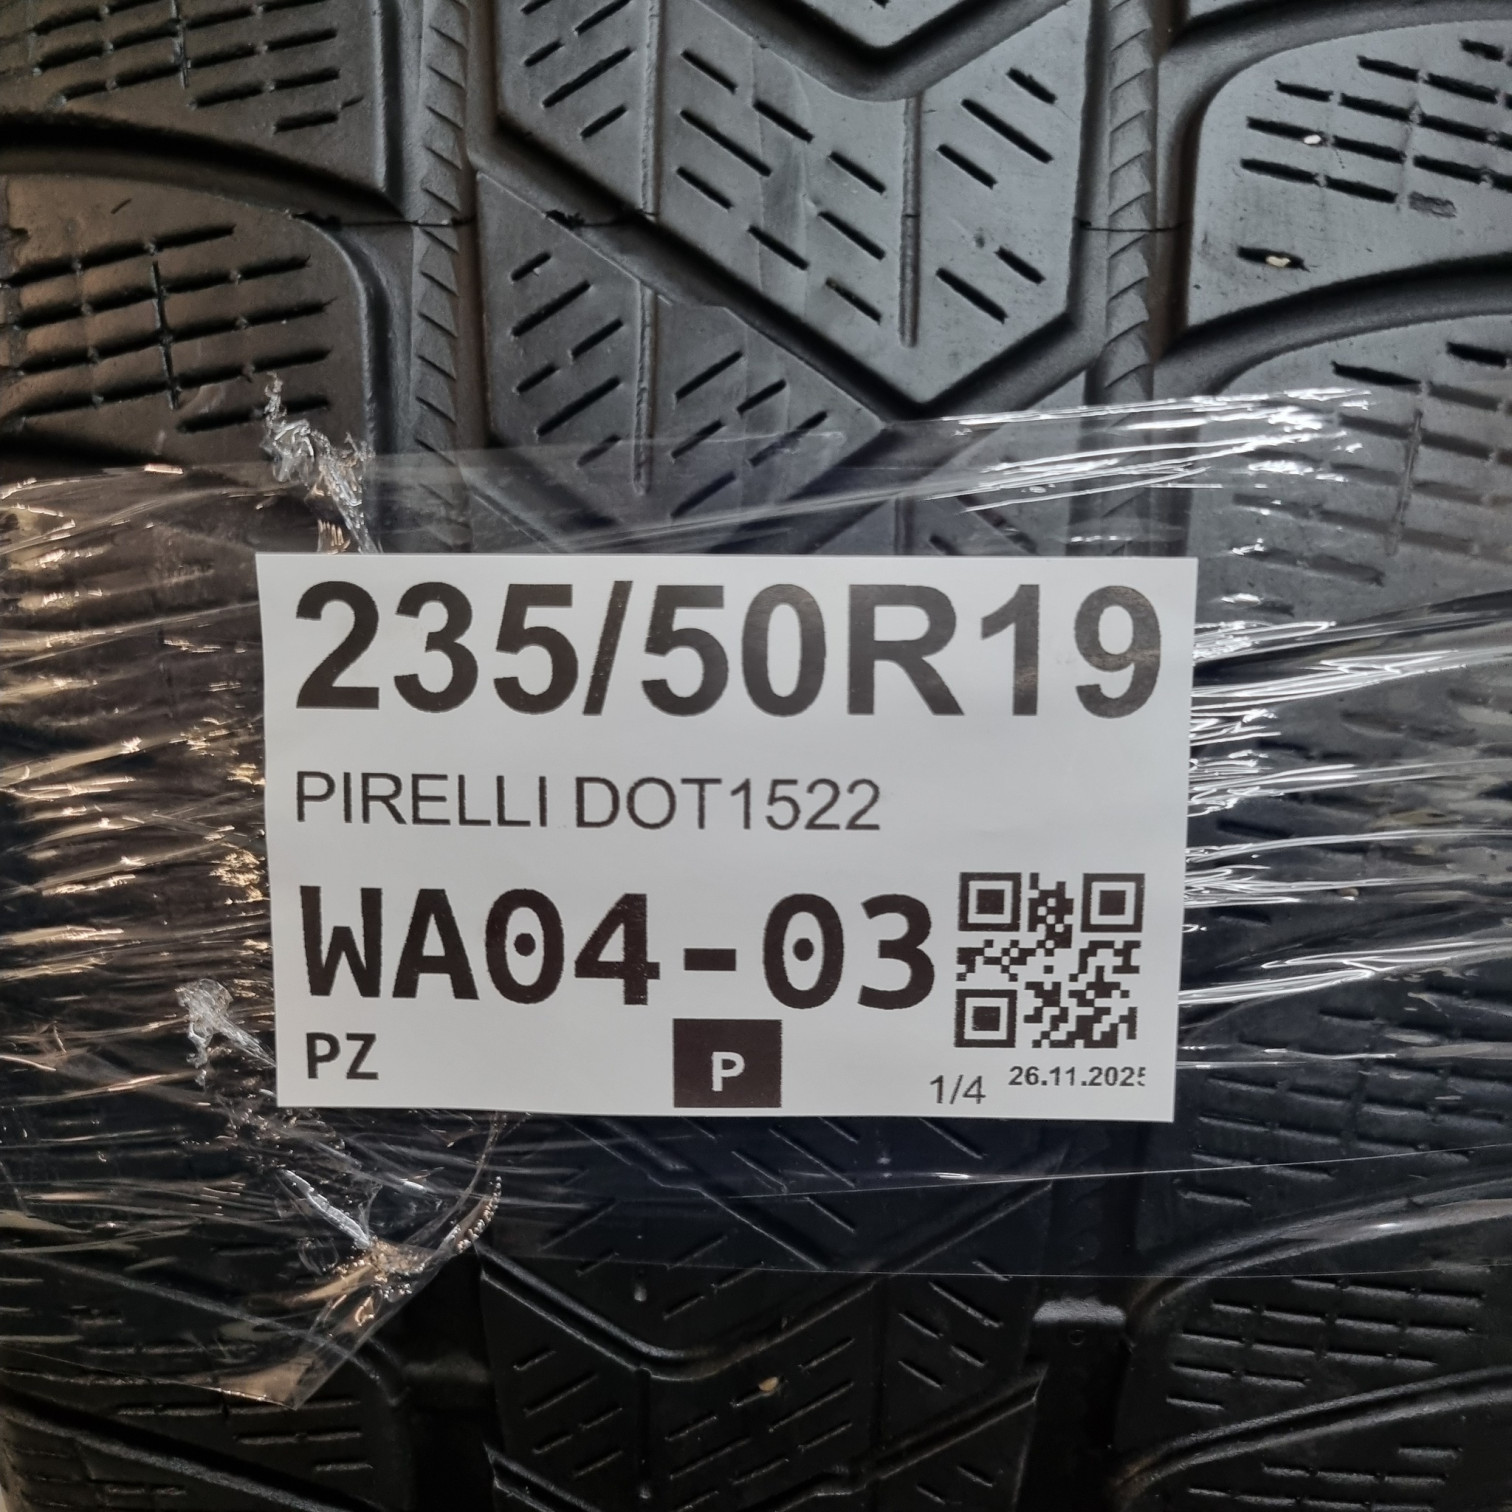 235/50R19
PIRELLI DOT1522
WA04-03
PZ
P
1/4 26.11.2025